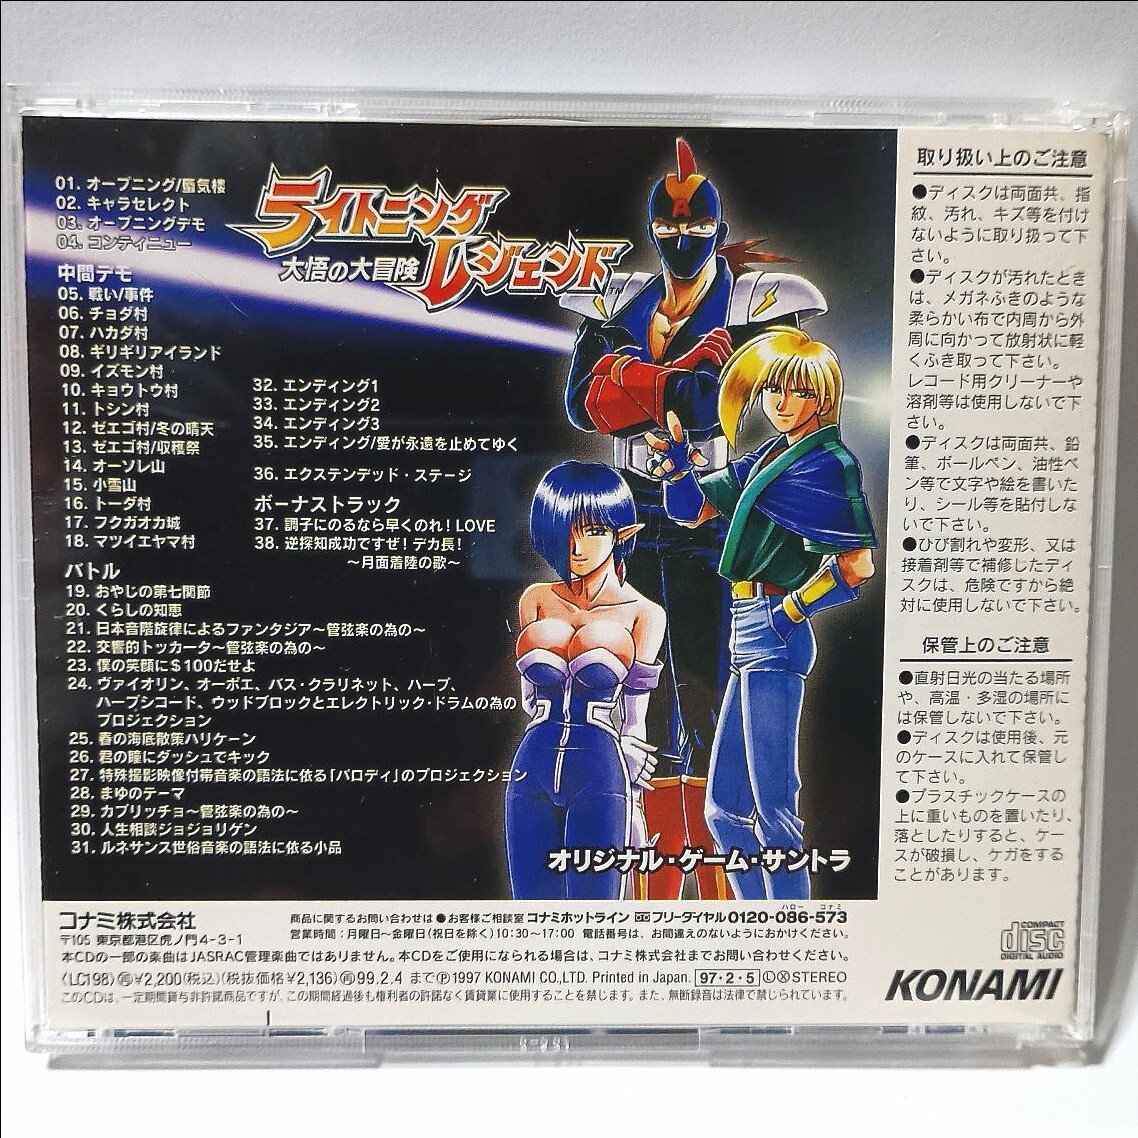 01. オープニング/蜃気楼
02. キャラセレクト
03. オープニングデモ
04. コンティニュー
中間デモ
05. 戦い/事件
06. チョダ村
07. ハカダ村
08. ギリギリアイランド
09. イズモン村
10. キョウトウ村
11. トシン村
12. ゼエゴ村/冬の晴天
13. ゼエゴ村/収穫祭
14. オーソレ山
15. 小雪山
16. トーダ村
17. フクガオカ城
18. マツイエヤマ村
バトル
19. おやじの第七関節
20. くらしの知恵
21. 日本音階旋律によるファンタジア〜管弦楽の為の〜
22. 交響的トッカータ〜管弦楽の為の〜
23. 僕の笑顔に$100だせよ
24. ヴァイオリン、オーボエ、バス・クラリネット、ハープ、
ハープシコード、ウッドブロックとエレクトリック・ドラムの為の
プロジェクション
25. 春の海底散策ハリケーン
26. 君の瞳にダッシュでキック
27. 特殊撮影映像付帯音楽の語法に依る「パロディ」のプロジェクション
28. まゆのテーマ
29. カプリッチョ〜管弦楽の為の〜
30. 人生相談ジョジョリゲン
31. ルネサンス世俗音楽の語法に依る小品
ライトニング
レジェンド
TM
大悟の大冒険
32. エンディング1
33. エンディング2
34. エンディング3
35. エンディング/愛が永遠を止めてゆく
36. エクステンデッド・ステージ
ボーナストラック
37. 調子にのるなら早くのれ! LOVE
38. 逆探知成功ですぜ! デカ長!
〜月面着陸の歌〜
A
オリジナル・ゲーム・サントラ
取り扱い上のご注意
●ディスクは両面共、指
紋、汚れ、キズ等を付け
ないように取り扱って下
さい。
●ディスクが汚れたとき
は、メガネふきのような
柔らかい布で内周から外
周に向かって放射状に軽
くふき取って下さい。
レコード用クリーナーや
溶剤等は使用しないで下
さい。
●ディスクは両面共、鉛
筆、ボールペン、油性ペ
ン等で文字や絵を書いた
り、シール等を貼付しな
いで下さい。
●ひび割れや変形、又は
接着剤等で補修したディ
スクは、危険ですから絶
対に使用しないで下さい。
保管上のご注意
●直射日光の当たる場所
や、高温・多湿の場所に
は保管しないで下さい。
●ディスクは使用後、元
のケースに入れて保管し
て下さい。
●プラスチックケースの
上に重いものを置いたり、
落としたりすると、ケー
スが破損し、ケガをする
ことがあります。
コナミ株式会社
〒105 東京都港区虎ノ門4-3-1
商品に関するお問い合わせは●お客様ご相談室 コナミホットライン フリーダイヤル0120-086-573
ハロー コナミ
営業時間:月曜日〜金曜日(祝日を除く)10:30〜17:00 電話番号は、お間違えのないようにおかけください。
本CDの一部の楽曲はJASRAC管理楽曲ではありません。本CDをご使用になられる場合は、コナミ株式会社までお問い合わせください。
〈LC198〉Ⓡ¥2,200(税込)(税抜価格¥2,136)Ⓡ99.2.4 までⓅ1997 KONAMI CO.,LTD. Printed in Japan. 97・2・5 ⓁⓍSTEREO
このCDは、一定期間貸与非許諾商品ですが、この期間経過後も権利者の許諾なく賃貸業に使用することを禁じます。また、無断録音は法律で禁じられています。
COMPACT
disc
DIGITAL AUDIO
KONAMI